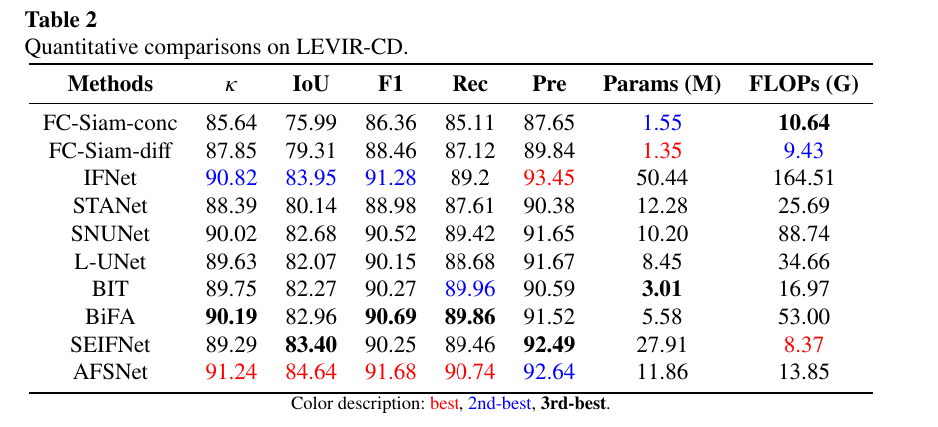 Table 2
Quantitative comparisons on LEVIR-CD.
Methods κ IoU F1 Rec Pre Params (M) FLOPs (G)
FC-Siam-conc 85.64 75.99 86.36 85.11 87.65 1.55 10.64
FC-Siam-diff 87.85 79.31 88.46 87.12 89.84 1.35 9.43
IFNet 90.82 83.95 91.28 89.2 93.45 50.44 164.51
STANet 88.39 80.14 88.98 87.61 90.38 12.28 25.69
SNUNet 90.02 82.68 90.52 89.42 91.65 10.20 88.74
L-UNet 89.63 82.07 90.15 88.68 91.67 8.45 34.66
BIT 89.75 82.27 90.27 89.96 90.59 3.01 16.97
BiFA 90.19 82.96 90.69 89.86 91.52 5.58 53.00
SEIFNet 89.29 83.40 90.25 89.46 92.49 27.91 8.37
AFSNet 91.24 84.64 91.68 90.74 92.64 11.86 13.85
Color description: best, 2nd-best, 3rd-best.